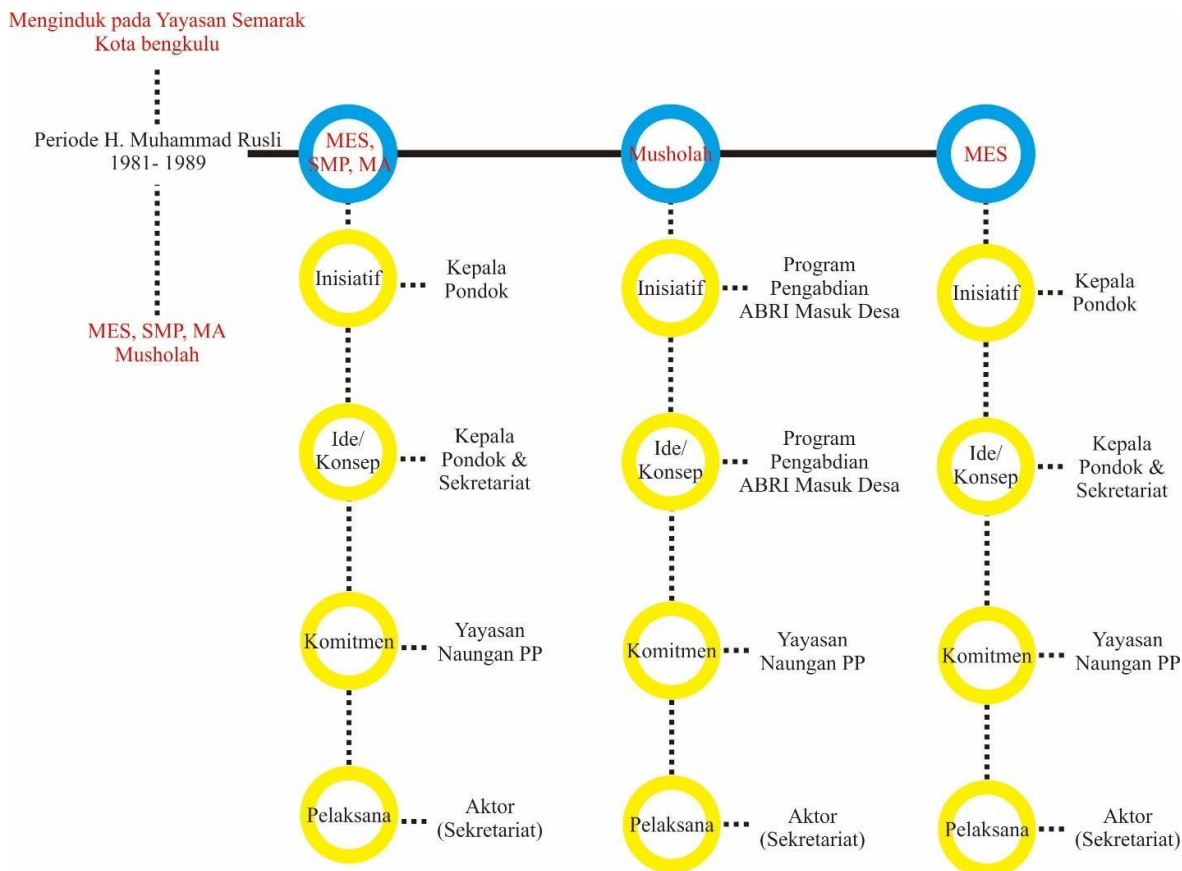 Menginduk pada Yayasan Semarak
Kota bengkulu
Periode H. Muhammad Rusli
1981- 1989
MES, SMP, MA
Musholah
MES,
SMP, MA
Inisiatif
Kepala
Pondok
Ide/
Konsep
Kepala
Pondok &
Sekretariat
Komitmen
Yayasan
Naungan PP
Pelaksana
Aktor
(Sekretariat)
Musholah
Inisiatif
Program
Pengabdian
ABRI Masuk Desa
Ide/
Konsep
Program
Pengabdian
ABRI Masuk Desa
Komitmen
Yayasan
Naungan PP
Pelaksana
Aktor
(Sekretariat)
MES
Inisiatif
Kepala
Pondok
Ide/
Konsep
Kepala
Pondok &
Sekretariat
Komitmen
Yayasan
Naungan PP
Pelaksana
Aktor
(Sekretariat)